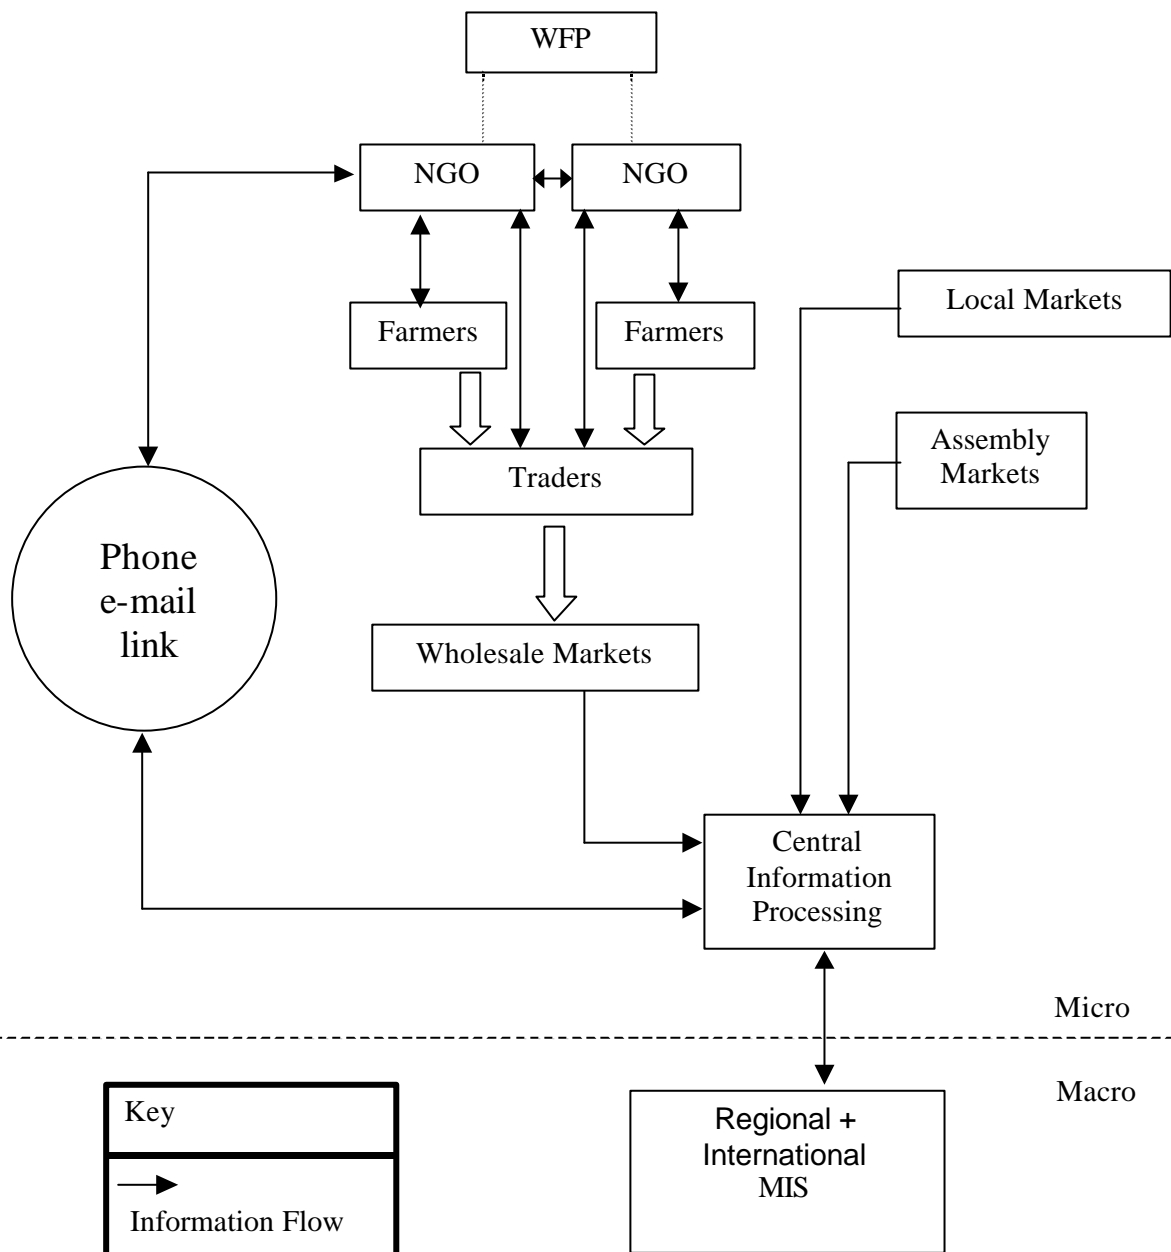 WFP
NGO
NGO
Farmers
Farmers
Local Markets
Assembly
Markets
Traders
Phone
e-mail
link
Wholesale Markets
Central
Information
Processing
Micro
Macro
Key
Information Flow
Regional +
International
MIS